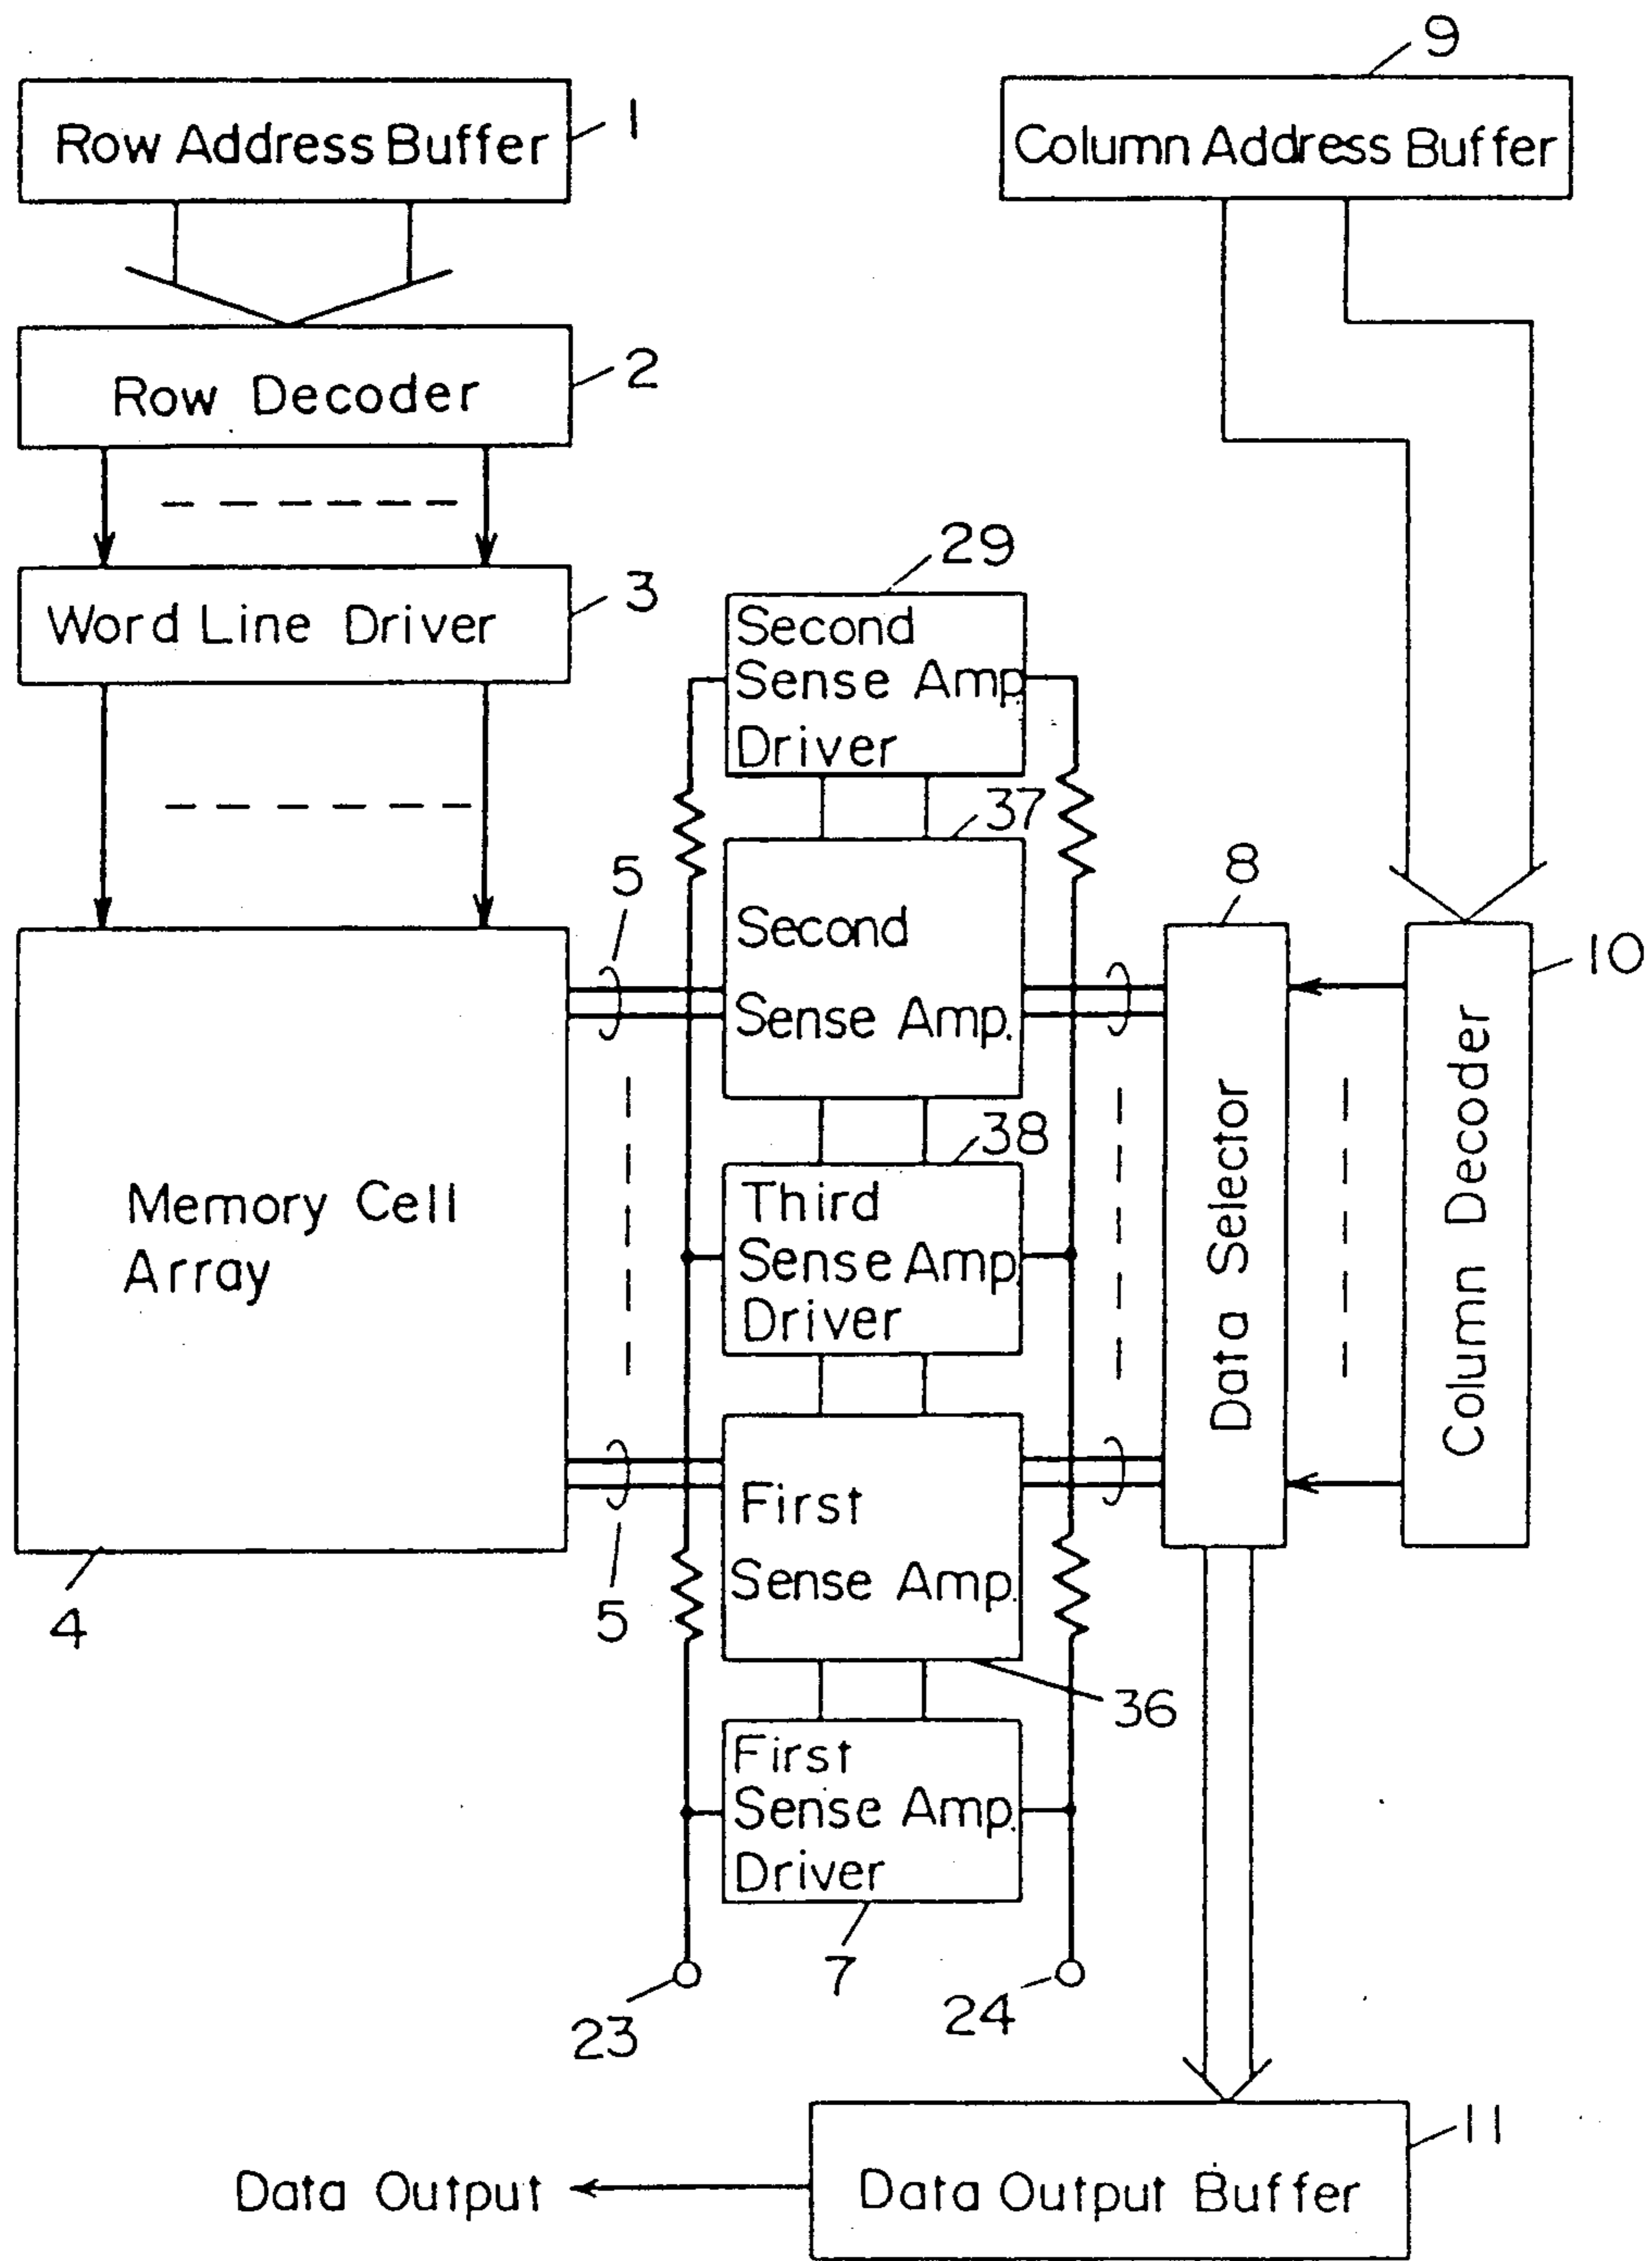 9
Row Address Buffer
1
Column Address Buffer
Row Decoder
2
29
Word Line Driver
3
Second
Sense Amp.
Driver
37
5
8
Second
Sense Amp.
10
Memory Cell
Array
38
Third
Sense Amp.
Driver
Data Selector
Column Decoder
First
Sense Amp.
4
5
36
First
Sense Amp.
Driver
7
23
24
11
Data Output
Data Output Buffer